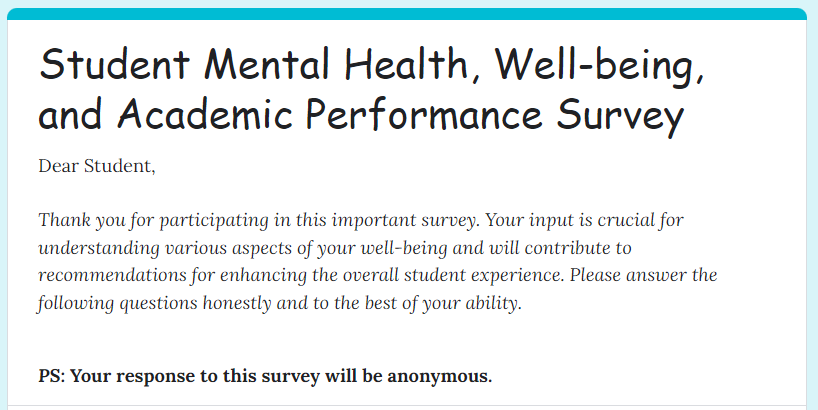 Student Mental Health, Well-being,
and Academic Performance Survey
Dear Student,
Thank you for participating in this important survey. Your input is crucial for
understanding various aspects of your well-being and will contribute to
recommendations for enhancing the overall student experience. Please answer the
following questions honestly and to the best of your ability.
PS: Your response to this survey will be anonymous.